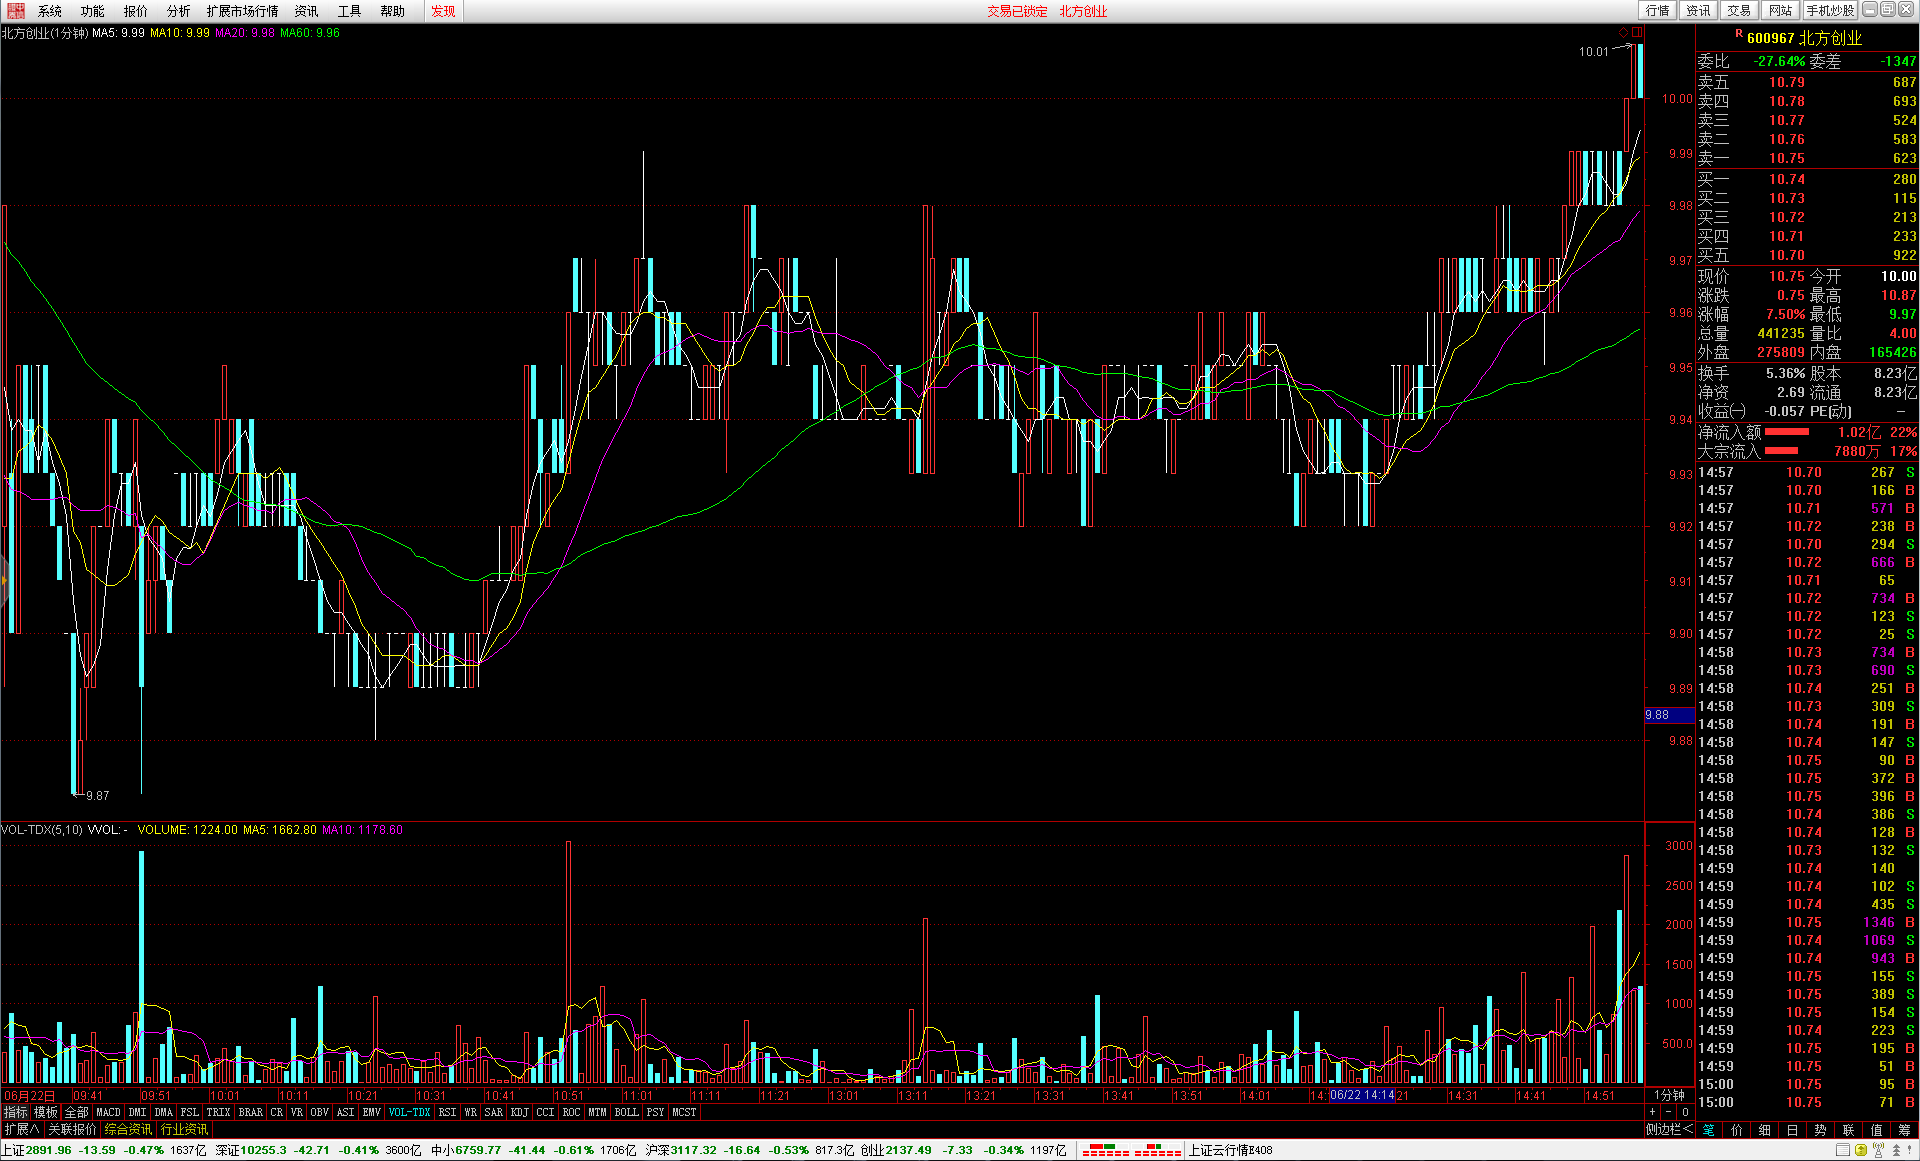 系统 功能 报价 分析 扩展市场行情 资讯 工具 帮助 发现 交易已锁定 北方创业 行情 资讯 交易 网站 手机炒股
北方创业(1分钟) MA5: 9.99 MA10: 9.99 MA20: 9.98 MA60: 9.96
10.01
10.00
9.99
9.98
9.97
9.96
9.95
9.94
9.93
9.92
9.91
9.90
9.89
9.88
9.88
9.87
VOL-TDX(5,10) VVOL: - VOLUME: 1224.00 MA5: 1662.80 MA10: 1178.60
3000
2500
2000
1500
1000
500.0
06月22日 09:41 09:51 10:01 10:11 10:21 10:31 10:41 10:51 11:01 11:11 11:21 13:01 13:11 13:21 13:31 13:41 13:51 14:01 06/22 14:14 21 14:31 14:41 14:51 1分钟
指标 模板 全部 MACD DMI DMA FSL TRIX BRAR CR VR OBV ASI EMV VOL-TDX RSI WR SAR KDJ CCI ROC MTM BOLL PSY MCST + - 0
扩展∧ 关联报价 综合资讯 行业资讯 侧边栏< 笔 价 细 日 势 联 值 筹
R 600967 北方创业
委比 -27.64% 委差 -1347
卖五 10.79 687
卖四 10.78 693
卖三 10.77 524
卖二 10.76 583
卖一 10.75 623
买一 10.74 280
买二 10.73 115
买三 10.72 213
买四 10.71 233
买五 10.70 922
现价 10.75 今开 10.00
涨跌 0.75 最高 10.87
涨幅 7.50% 最低 9.97
总量 441235 量比 4.00
外盘 275809 内盘 165426
换手 5.36% 股本 8.23亿
净资 2.69 流通 8.23亿
收益㈠ -0.057 PE(动) –
净流入额 1.02亿 22%
大宗流入 7880万 17%
14:57 10.70 267 S
14:57 10.70 166 B
14:57 10.71 571 B
14:57 10.72 238 B
14:57 10.70 294 S
14:57 10.72 666 B
14:57 10.71 65
14:57 10.72 734 B
14:57 10.72 123 S
14:57 10.72 25 S
14:58 10.73 734 B
14:58 10.73 690 S
14:58 10.74 251 B
14:58 10.73 309 S
14:58 10.74 191 B
14:58 10.74 147 S
14:58 10.75 90 B
14:58 10.75 372 B
14:58 10.75 396 B
14:58 10.75 386 S
14:58 10.74 128 B
14:58 10.73 132 S
14:59 10.74 140
14:59 10.74 102 S
14:59 10.74 435 S
14:59 10.75 1346 B
14:59 10.74 1069 S
14:59 10.74 943 B
14:59 10.75 155 S
14:59 10.75 389 S
14:59 10.75 154 S
14:59 10.74 223 S
14:59 10.75 195 B
14:59 10.75 51 B
15:00 10.75 95 B
15:00 10.75 71 B
上证2891.96 -13.59 -0.47% 1637亿 深证10255.3 -42.71 -0.41% 3600亿 中小6759.77 -41.44 -0.61% 1706亿 沪深3117.32 -16.64 -0.53% 817.3亿 创业2137.49 -7.33 -0.34% 1197亿 上证云行情E408